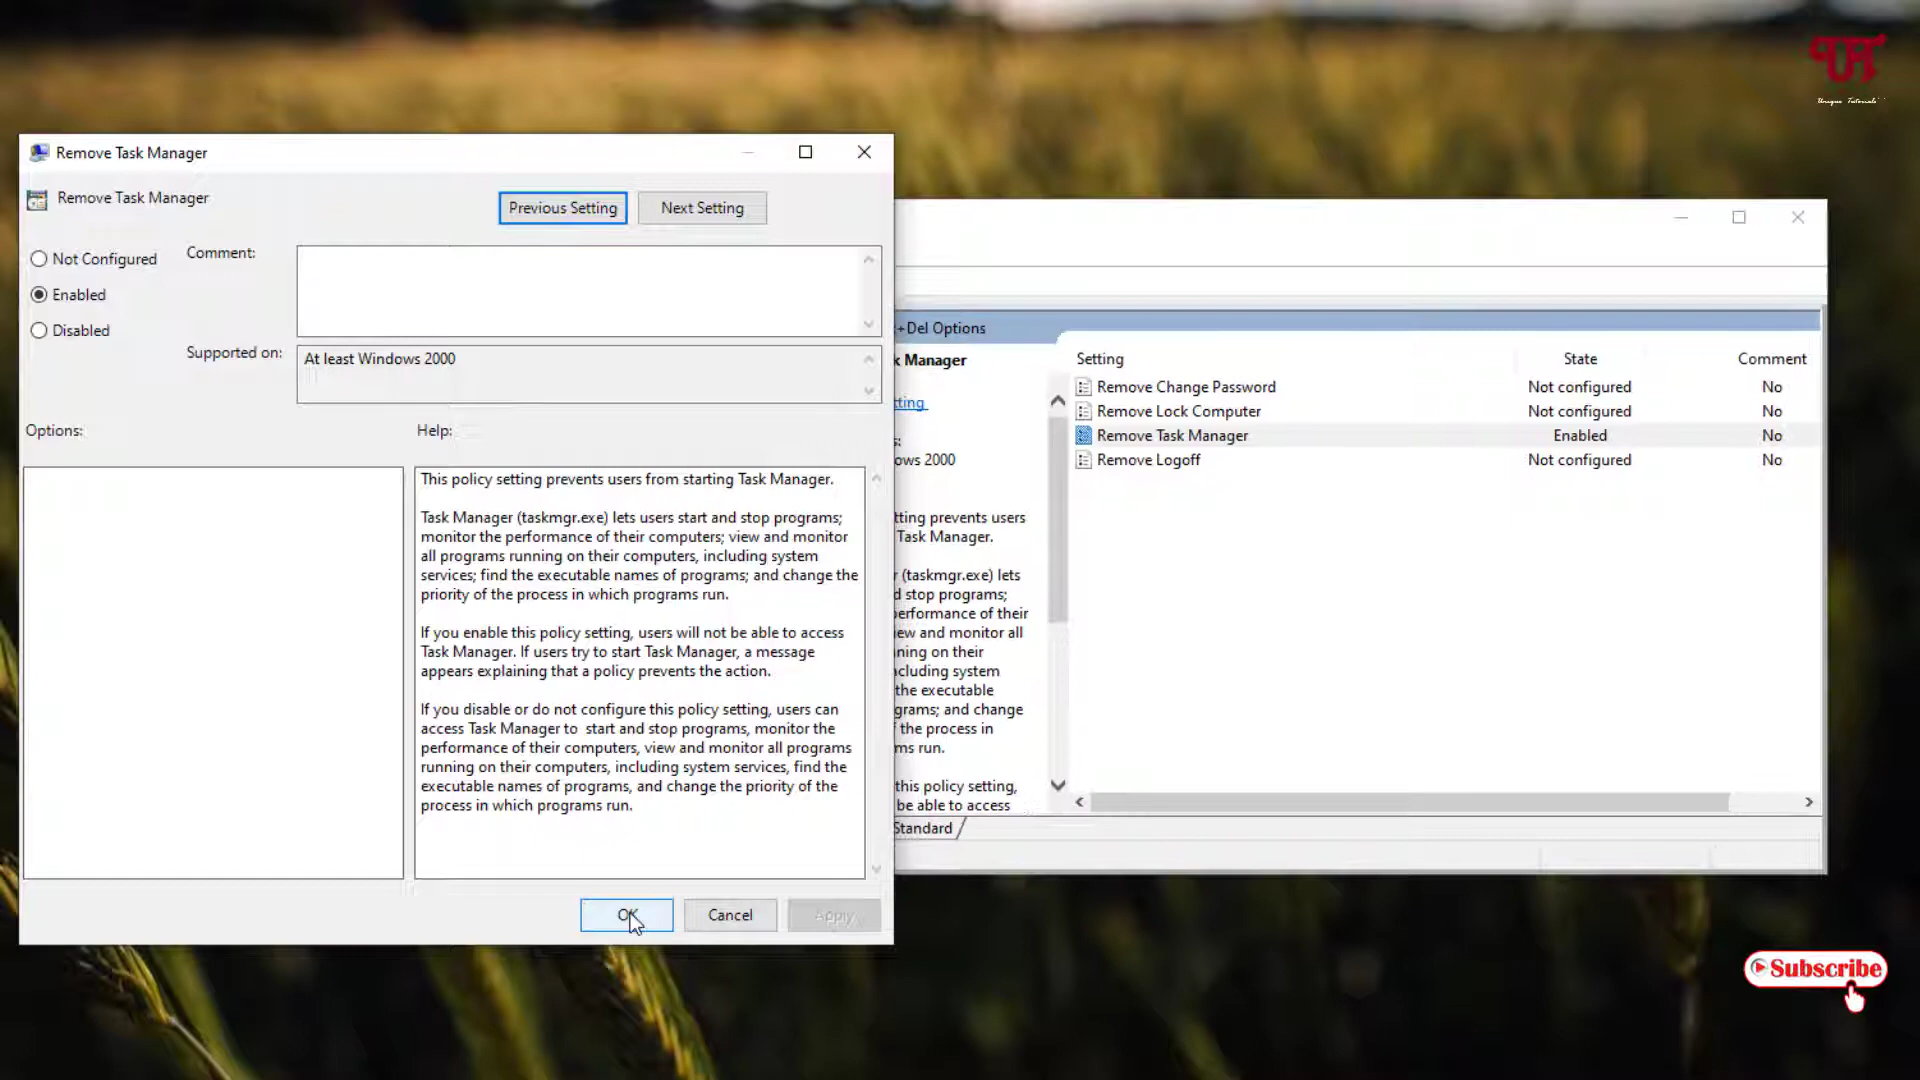 UT
Unique Tutorials
Remove Task Manager
Remove Task Manager
Previous Setting
Next Setting
Not Configured
Enabled
Disabled
Comment:
Supported on:
At least Windows 2000
Options:
Help:
This policy setting prevents users from starting Task Manager.
Task Manager (taskmgr.exe) lets users start and stop programs;
monitor the performance of their computers; view and monitor
all programs running on their computers, including system
services; find the executable names of programs; and change the
priority of the process in which programs run.
If you enable this policy setting, users will not be able to access
Task Manager. If users try to start Task Manager, a message
appears explaining that a policy prevents the action.
If you disable or do not configure this policy setting, users can
access Task Manager to  start and stop programs, monitor the
performance of their computers, view and monitor all programs
running on their computers, including system services, find the
executable names of programs, and change the priority of the
process in which programs run.
OK
Cancel
Apply
+Del Options
k Manager
tting
s:
ows 2000
tting prevents users
Task Manager.
r (taskmgr.exe) lets
d stop programs;
erformance of their
ew and monitor all
nning on their
cluding system
the executable
grams; and change
f the process in
ms run.
this policy setting,
be able to access
Setting State Comment
Remove Change Password Not configured No
Remove Lock Computer Not configured No
Remove Task Manager Enabled No
Remove Logoff Not configured No
Standard
Subscribe